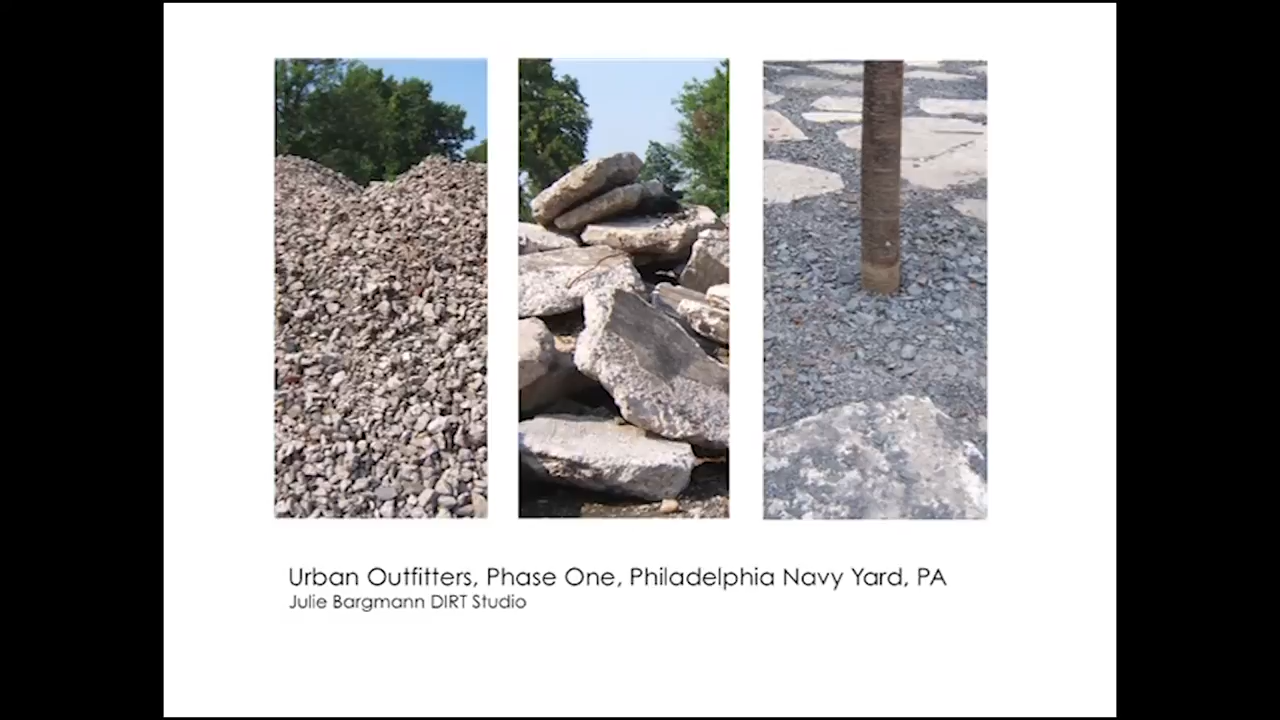 Urban Outfitters, Phase One, Philadelphia Navy Yard, PA
Julie Bargmann DIRT Studio